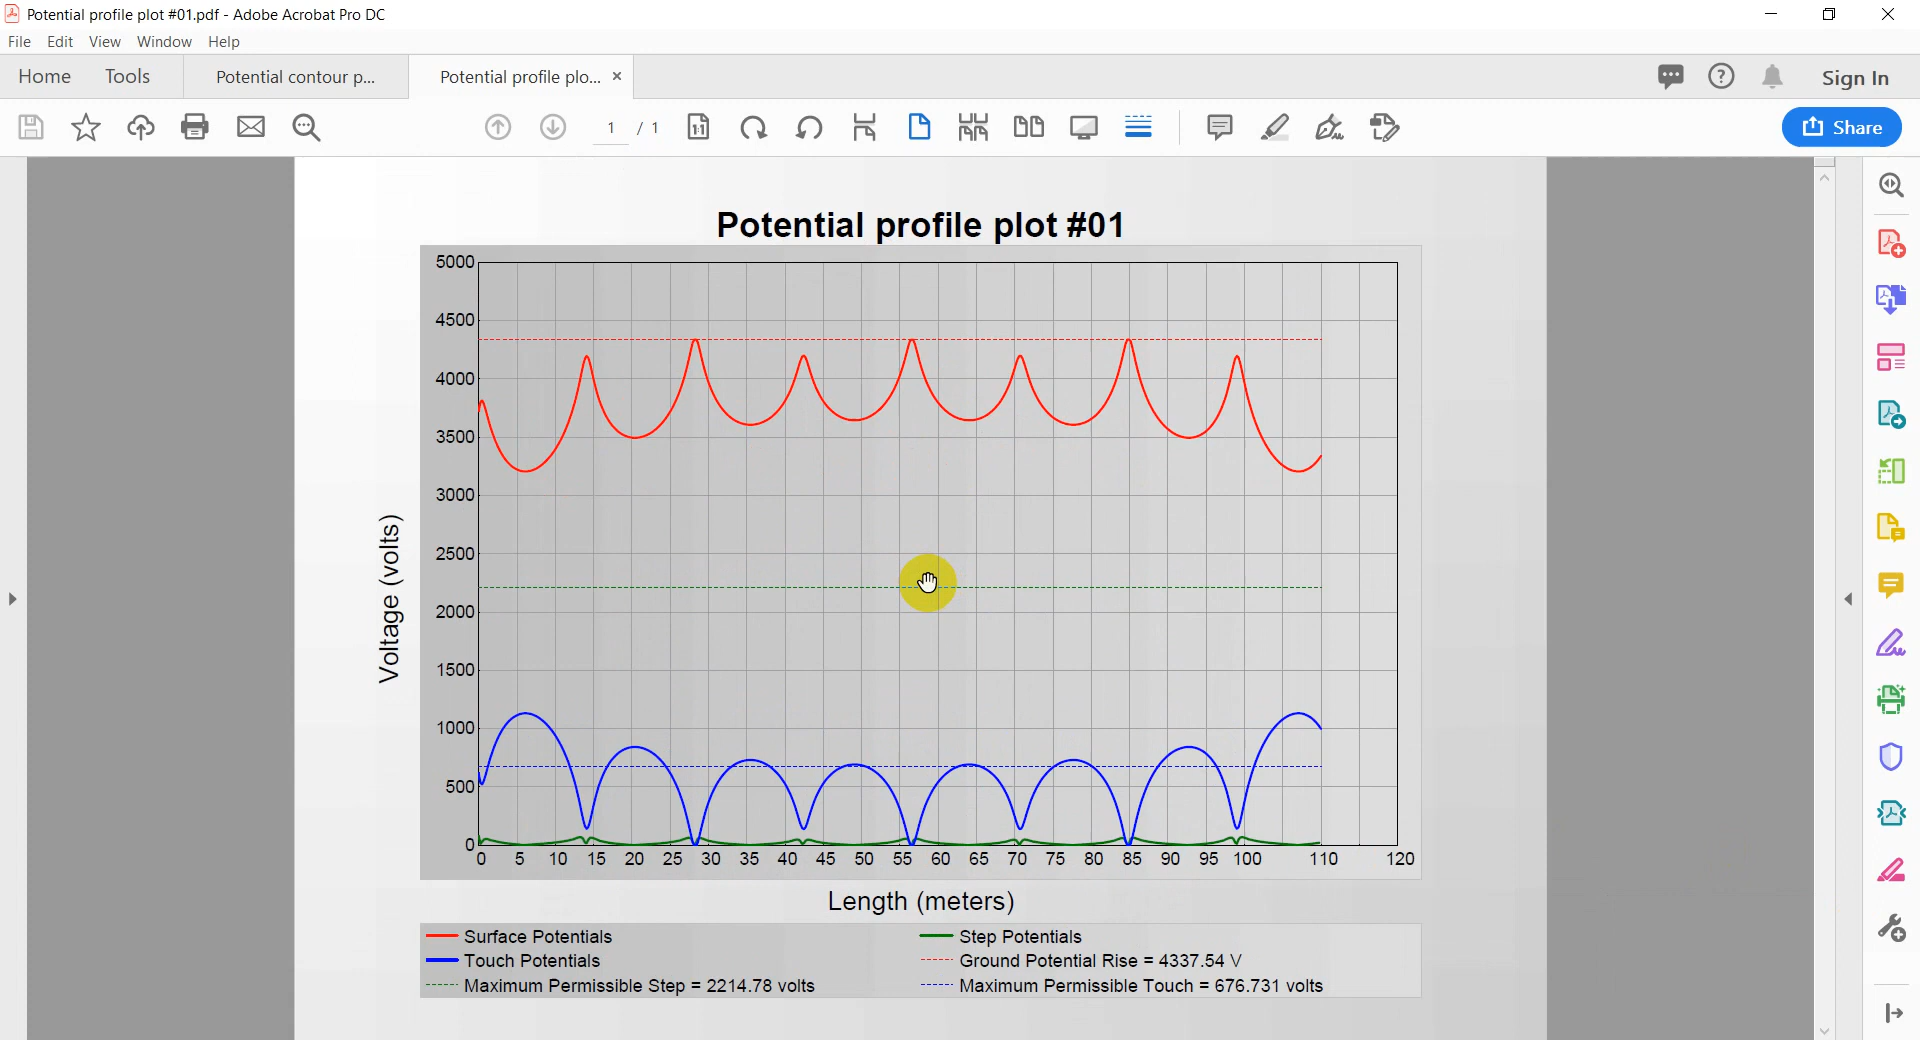 Potential profile plot #01.pdf - Adobe Acrobat Pro DC
File Edit View Window Help
Home Tools Potential contour p... Potential profile plo... × Sign In
1 / 1 Share
Potential profile plot #01
5000
4500
4000
3500
3000
2500
2000
1500
1000
500
0
Voltage (volts)
0 5 10 15 20 25 30 35 40 45 50 55 60 65 70 75 80 85 90 95 100 110 120
Length (meters)
Surface Potentials Step Potentials
Touch Potentials Ground Potential Rise = 4337.54 V
Maximum Permissible Step = 2214.78 volts Maximum Permissible Touch = 676.731 volts